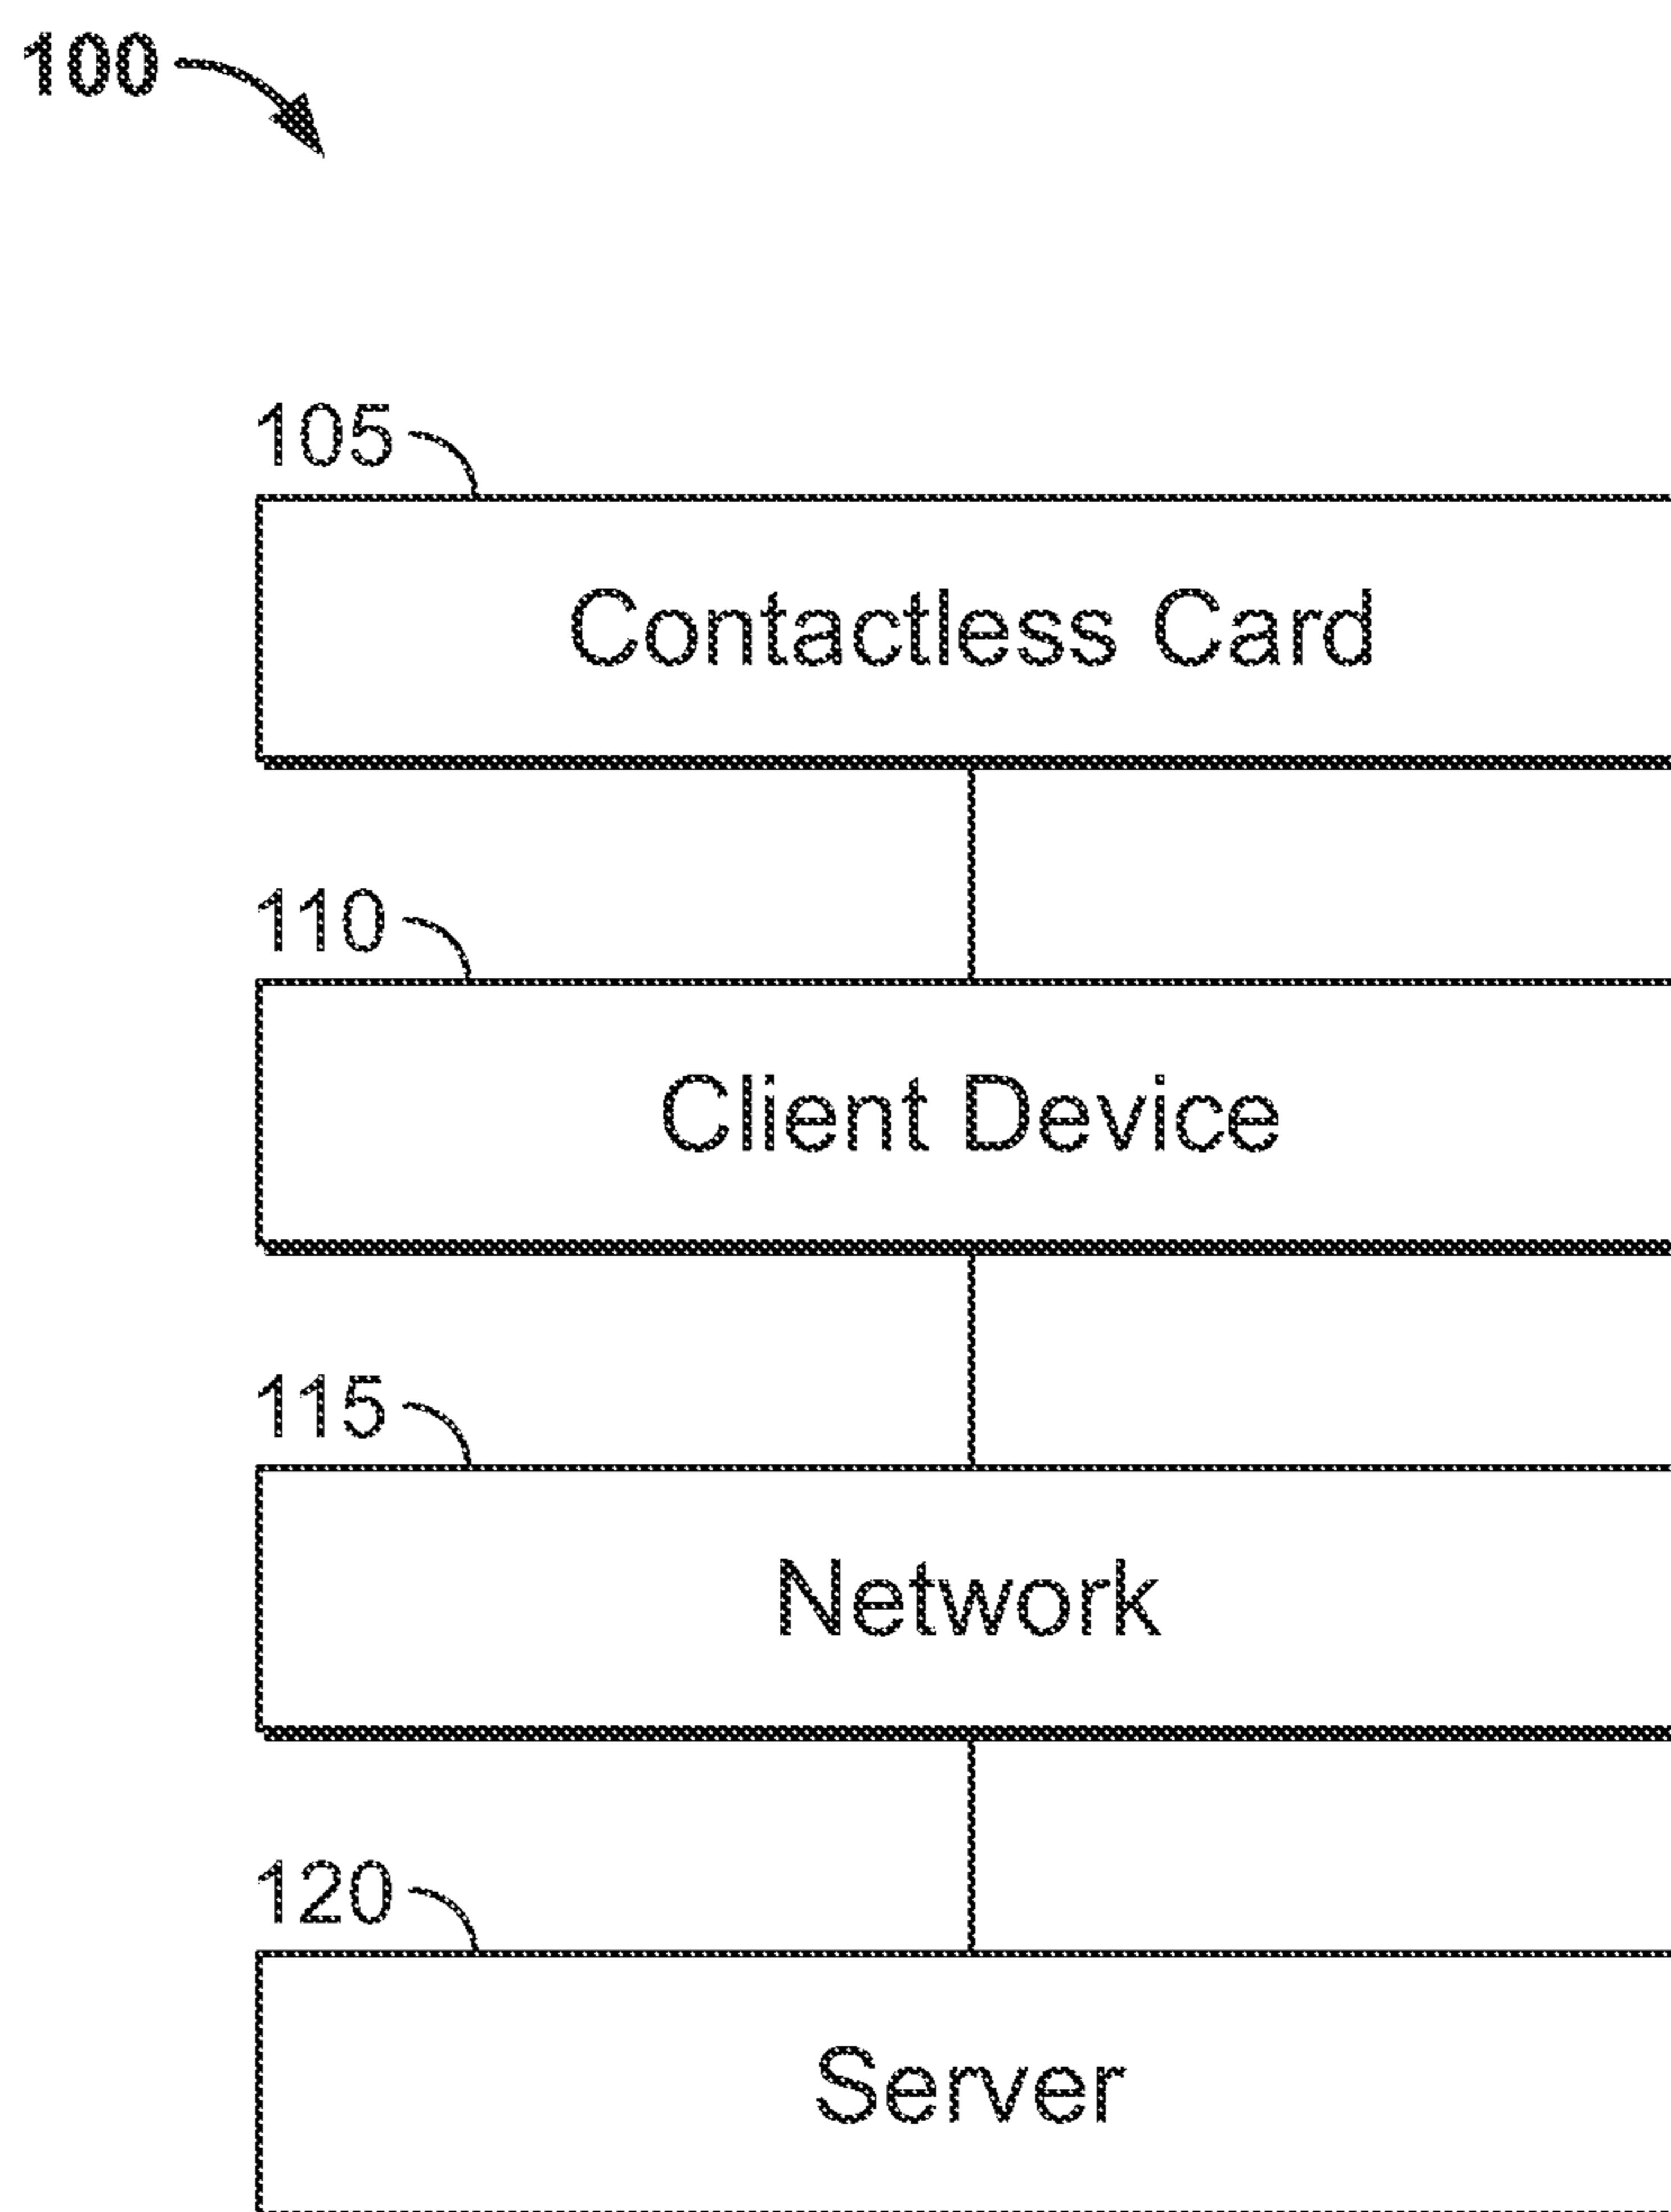 100
105
Contactless Card
110
Client Device
115
Network
120
Server